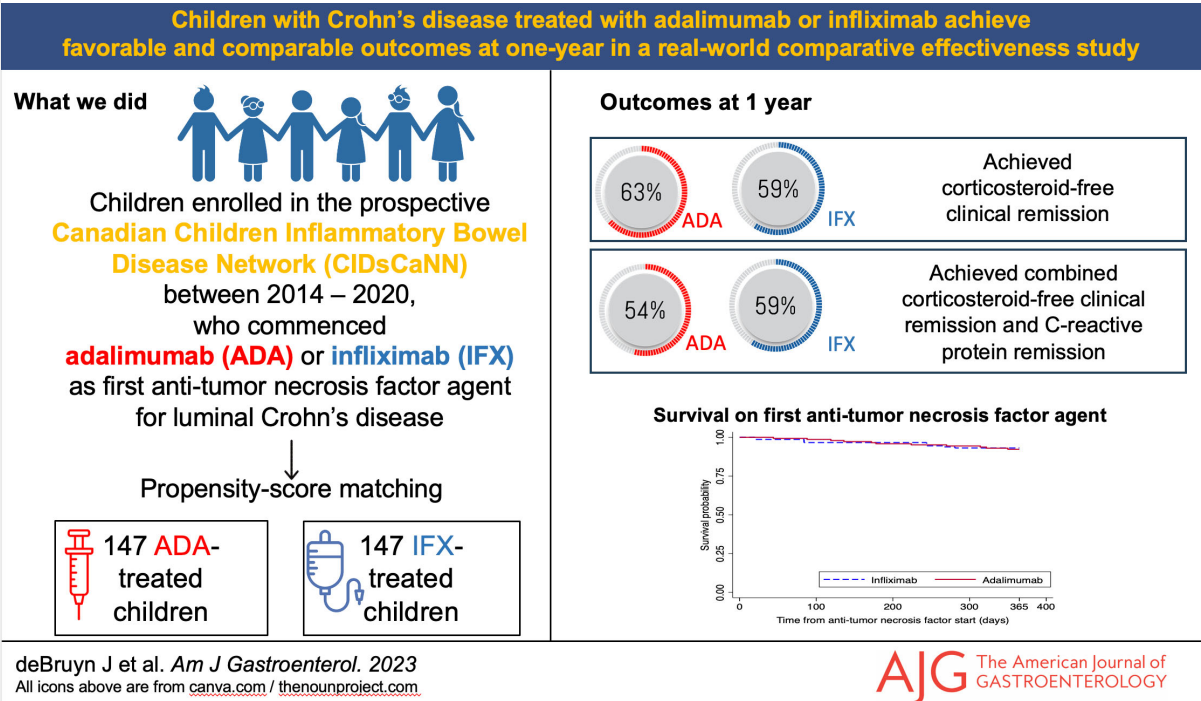 Children with Crohn’s disease treated with adalimumab or infliximab achieve
favorable and comparable outcomes at one-year in a real-world comparative effectiveness study
What we did
Children enrolled in the prospective
Canadian Children Inflammatory Bowel
Disease Network (CIDsCaNN)
between 2014 – 2020,
who commenced
adalimumab (ADA) or infliximab (IFX)
as first anti-tumor necrosis factor agent
for luminal Crohn’s disease
Propensity-score matching
147 ADA-
treated
children
147 IFX-
treated
children
Outcomes at 1 year
63%
ADA
59%
IFX
Achieved
corticosteroid-free
clinical remission
54%
ADA
59%
IFX
Achieved combined
corticosteroid-free clinical
remission and C-reactive
protein remission
Survival on first anti-tumor necrosis factor agent
Survival probability
1.00
0.75
0.50
0.25
0.00
Infliximab
Adalimumab
0 100 200 300 365 400
Time from anti-tumor necrosis factor start (days)
deBruyn J et al. Am J Gastroenterol. 2023
All icons above are from canva.com / thenounproject.com
AJG
The American Journal of
GASTROENTEROLOGY